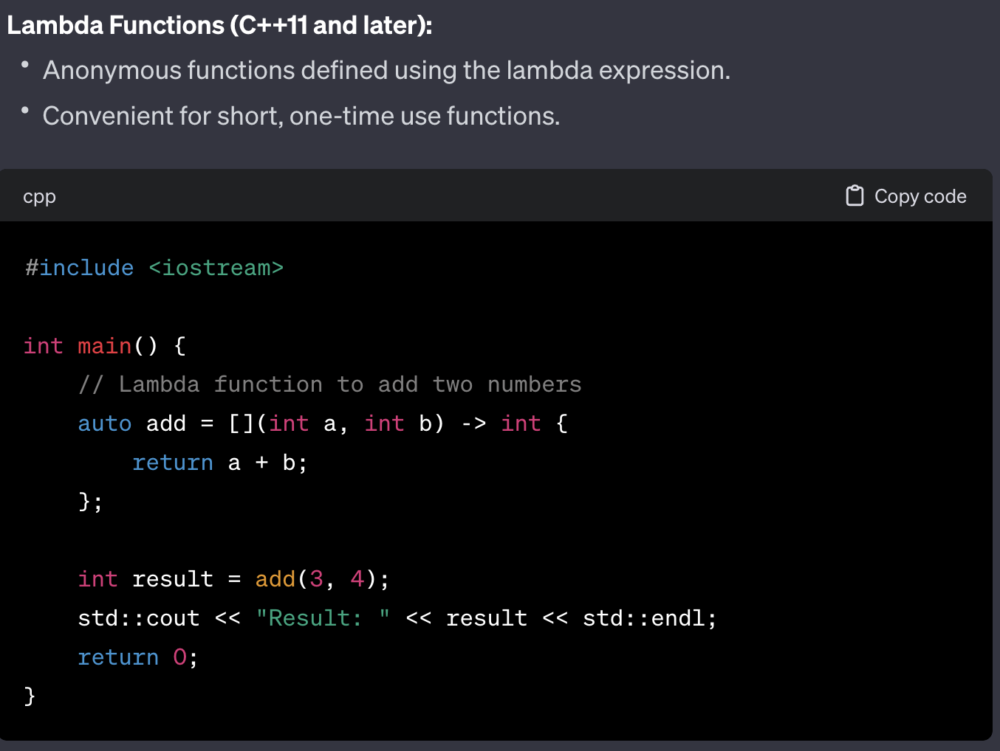 Lambda Functions (C++11 and later):
• Anonymous functions defined using the lambda expression.
• Convenient for short, one-time use functions.
cpp
Copy code
#include <iostream>
int main() {
    // Lambda function to add two numbers
    auto add = [](int a, int b) -> int {
        return a + b;
    };
    int result = add(3, 4);
    std::cout << "Result: " << result << std::endl;
    return 0;
}